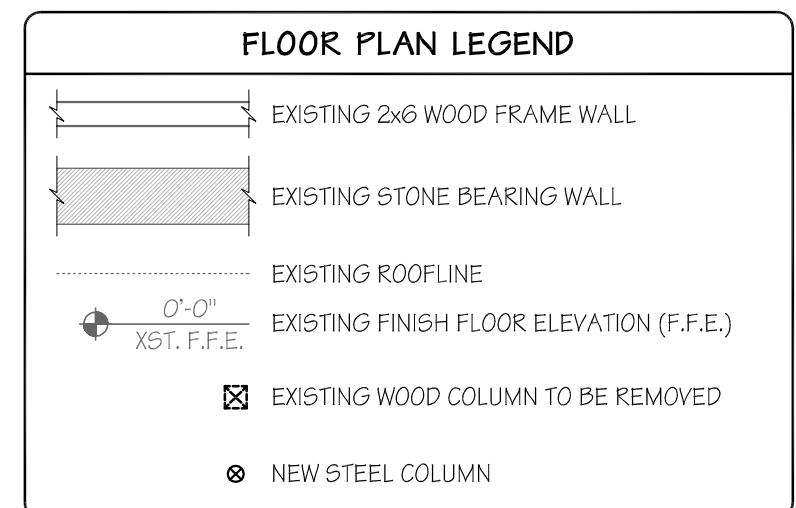 FLOOR PLAN LEGEND
EXISTING 2x6 WOOD FRAME WALL
EXISTING STONE BEARING WALL
EXISTING ROOFLINE
0'-0"
XST. F.F.E.
EXISTING FINISH FLOOR ELEVATION (F.F.E.)
EXISTING WOOD COLUMN TO BE REMOVED
NEW STEEL COLUMN